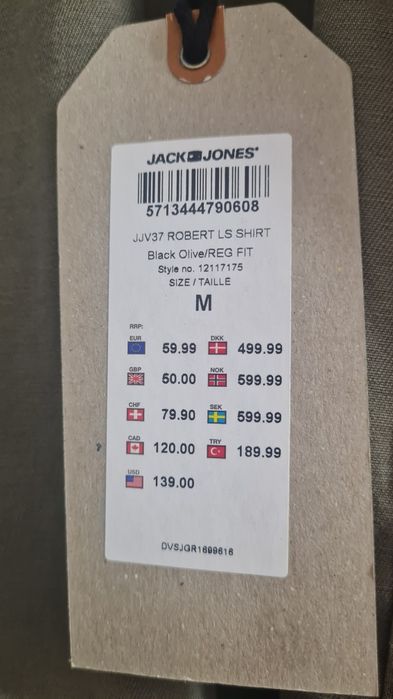 JACK JONES
5713444790608
JJV37 ROBERT LS SHIRT
Black Olive/REG FIT
Style no. 12117175
SIZE / TAILLE
M
RRP:
EUR 59.99 DKK 499.99
GBP 50.00 NOK 599.99
CHF 79.90 SEK 599.99
CAD 120.00 TRY 189.99
USD 139.00
DVSJGR1699616